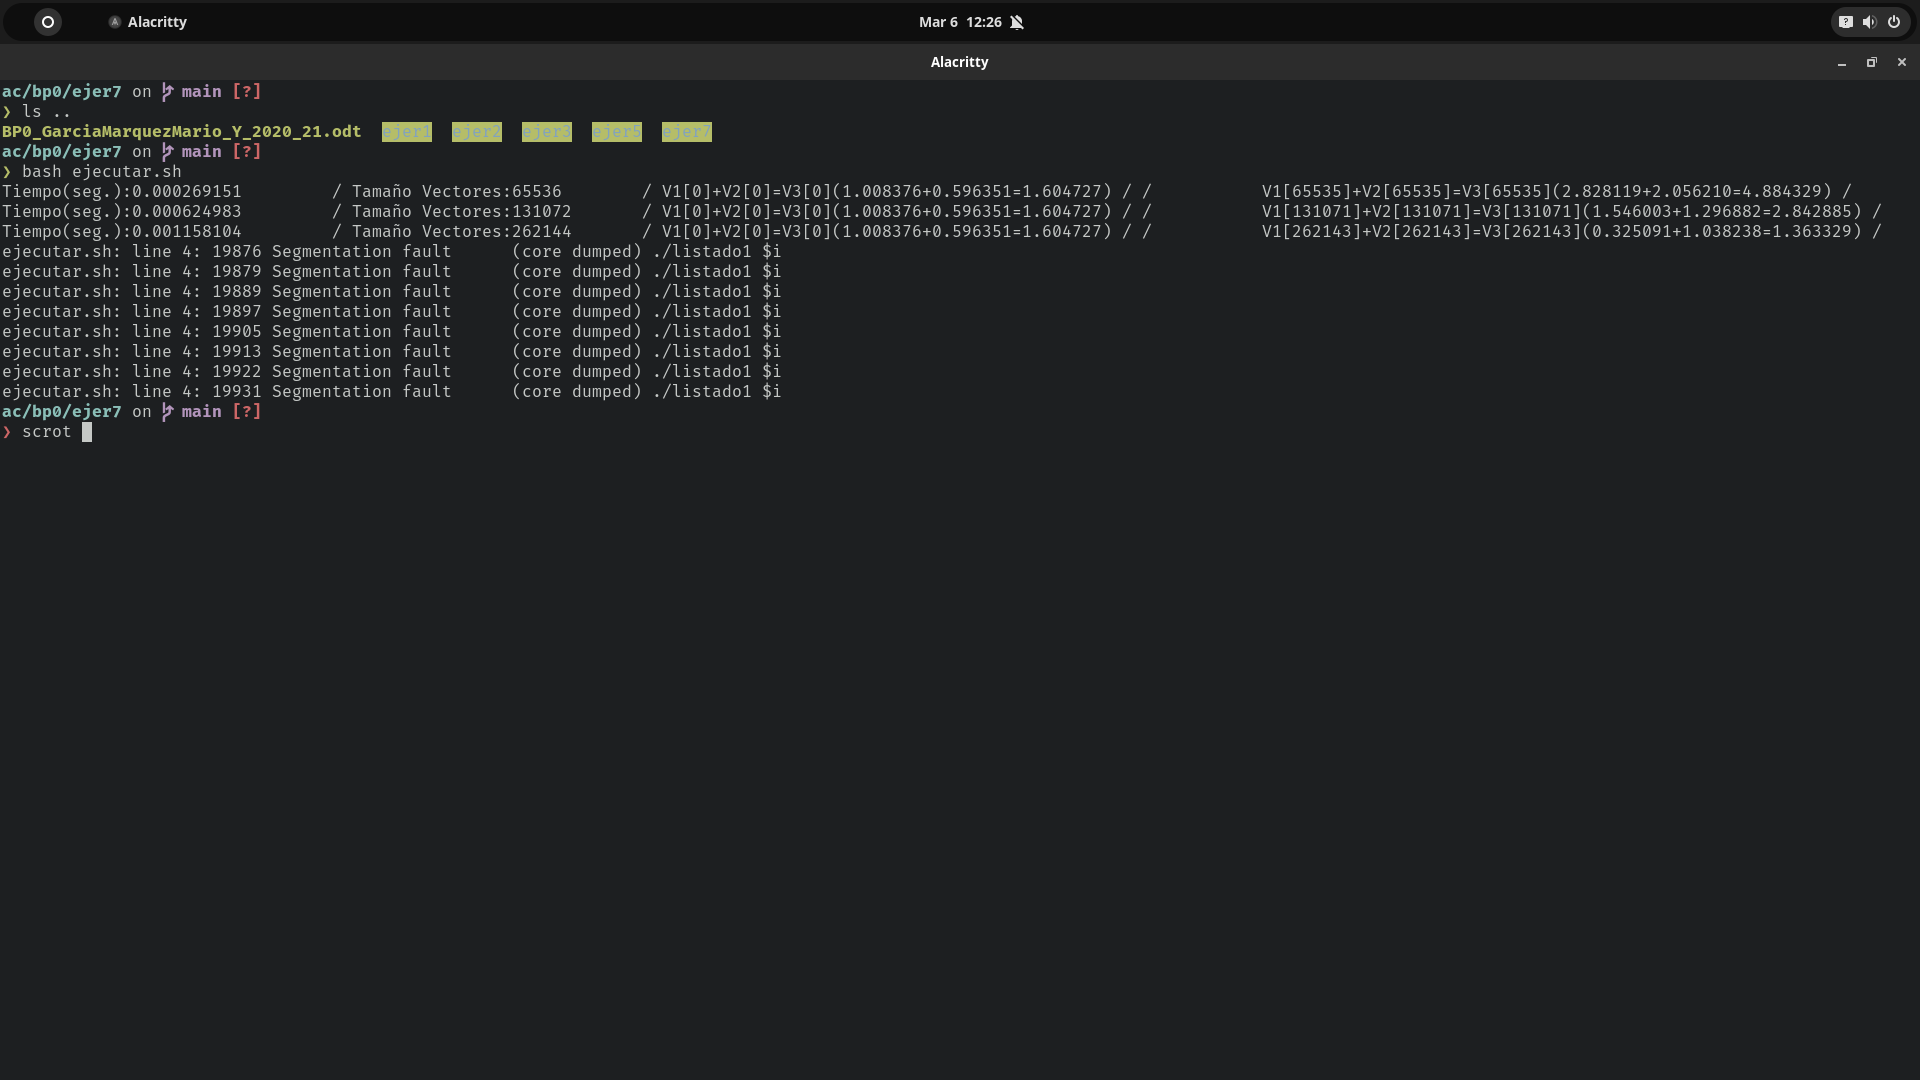 Alacritty
Mar 6 12:26
Alacritty
ac/bp0/ejer7 on main [?]
❯ ls ..
BP0_GarciaMarquezMario_Y_2020_21.odt ejer1 ejer2 ejer3 ejer5 ejer7
ac/bp0/ejer7 on main [?]
❯ bash ejecutar.sh
Tiempo(seg.):0.000269151 / Tamaño Vectores:65536 / V1[0]+V2[0]=V3[0](1.008376+0.596351=1.604727) / / V1[65535]+V2[65535]=V3[65535](2.828119+2.056210=4.884329) /
Tiempo(seg.):0.000624983 / Tamaño Vectores:131072 / V1[0]+V2[0]=V3[0](1.008376+0.596351=1.604727) / / V1[131071]+V2[131071]=V3[131071](1.546003+1.296882=2.842885) /
Tiempo(seg.):0.001158104 / Tamaño Vectores:262144 / V1[0]+V2[0]=V3[0](1.008376+0.596351=1.604727) / / V1[262143]+V2[262143]=V3[262143](0.325091+1.038238=1.363329) /
ejecutar.sh: line 4: 19876 Segmentation fault (core dumped) ./listado1 $i
ejecutar.sh: line 4: 19879 Segmentation fault (core dumped) ./listado1 $i
ejecutar.sh: line 4: 19889 Segmentation fault (core dumped) ./listado1 $i
ejecutar.sh: line 4: 19897 Segmentation fault (core dumped) ./listado1 $i
ejecutar.sh: line 4: 19905 Segmentation fault (core dumped) ./listado1 $i
ejecutar.sh: line 4: 19913 Segmentation fault (core dumped) ./listado1 $i
ejecutar.sh: line 4: 19922 Segmentation fault (core dumped) ./listado1 $i
ejecutar.sh: line 4: 19931 Segmentation fault (core dumped) ./listado1 $i
ac/bp0/ejer7 on main [?]
❯ scrot